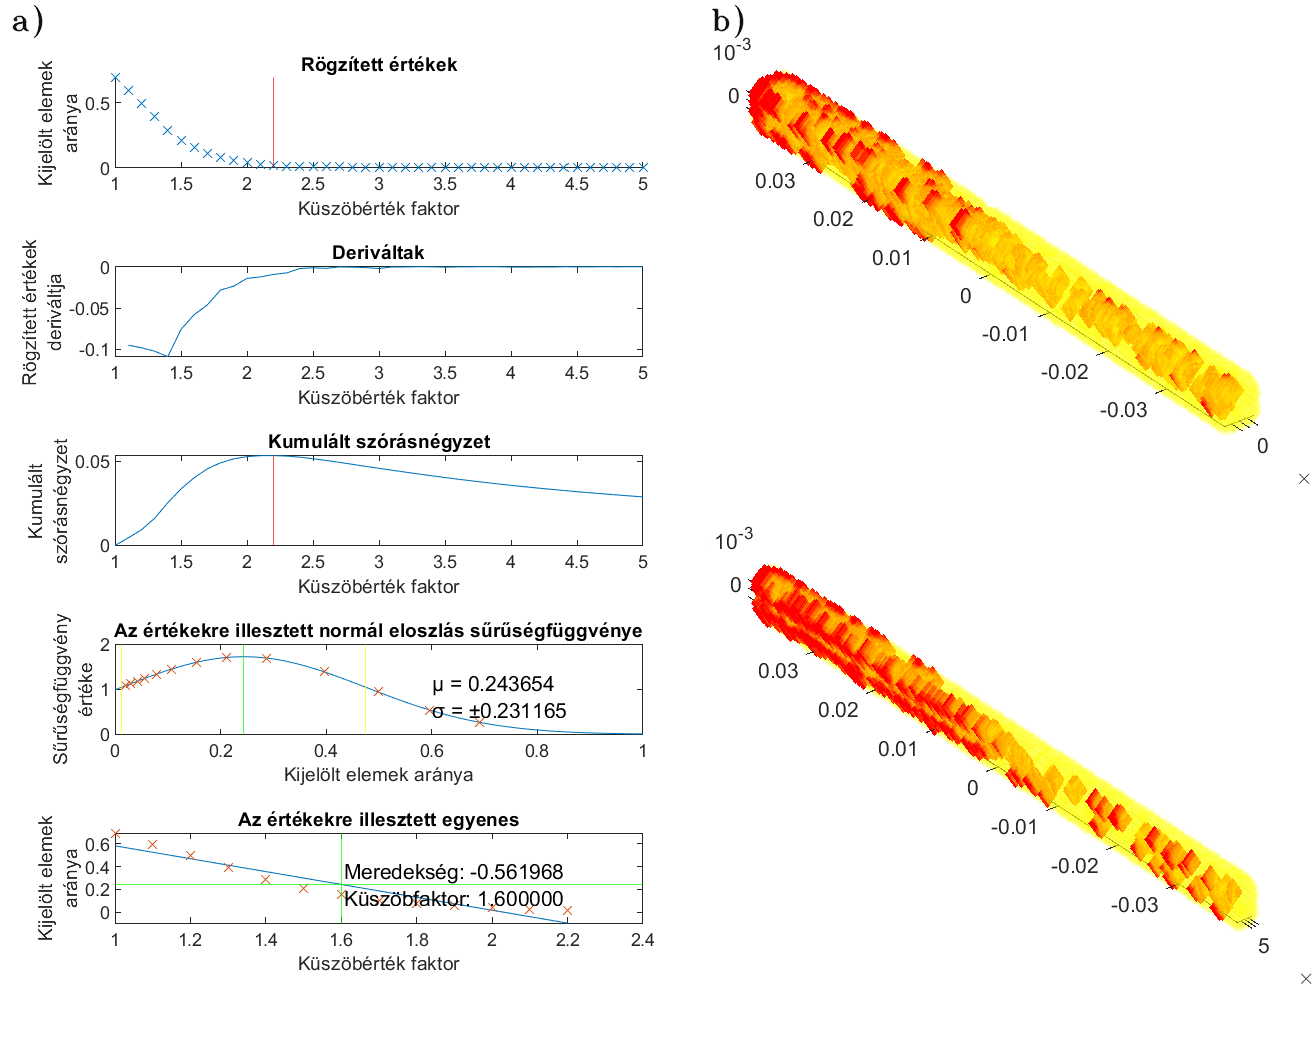 a)
Rögzített értékek
Kijelölt elemek
aránya
0.5
0
1 1.5 2 2.5 3 3.5 4 4.5 5
Küszöbérték faktor
Deriváltak
Rögzített értékek
deriváltja
0
-0.05
-0.1
1 1.5 2 2.5 3 3.5 4 4.5 5
Küszöbérték faktor
Kumulált szórásnégyzet
Kumulált
szórásnégyzet
0.05
0
1 1.5 2 2.5 3 3.5 4 4.5 5
Küszöbérték faktor
Az értékekre illesztett normál eloszlás sűrűségfüggvénye
Sűrűségfüggvény
értéke
2
1
0
μ = 0.243654
σ = ±0.231165
0 0.2 0.4 0.6 0.8 1
Kijelölt elemek aránya
Az értékekre illesztett egyenes
Kijelölt elemek
aránya
0.6
0.4
0.2
0
Meredekség: -0.561968
Küszöbfaktor: 1.600000
1 1.2 1.4 1.6 1.8 2 2.2 2.4
Küszöbérték faktor
b)
10-3
0
0.03
0.02
0.01
0
-0.01
-0.02
-0.03
0
×
10-3
0
0.03
0.02
0.01
0
-0.01
-0.02
-0.03
5
×